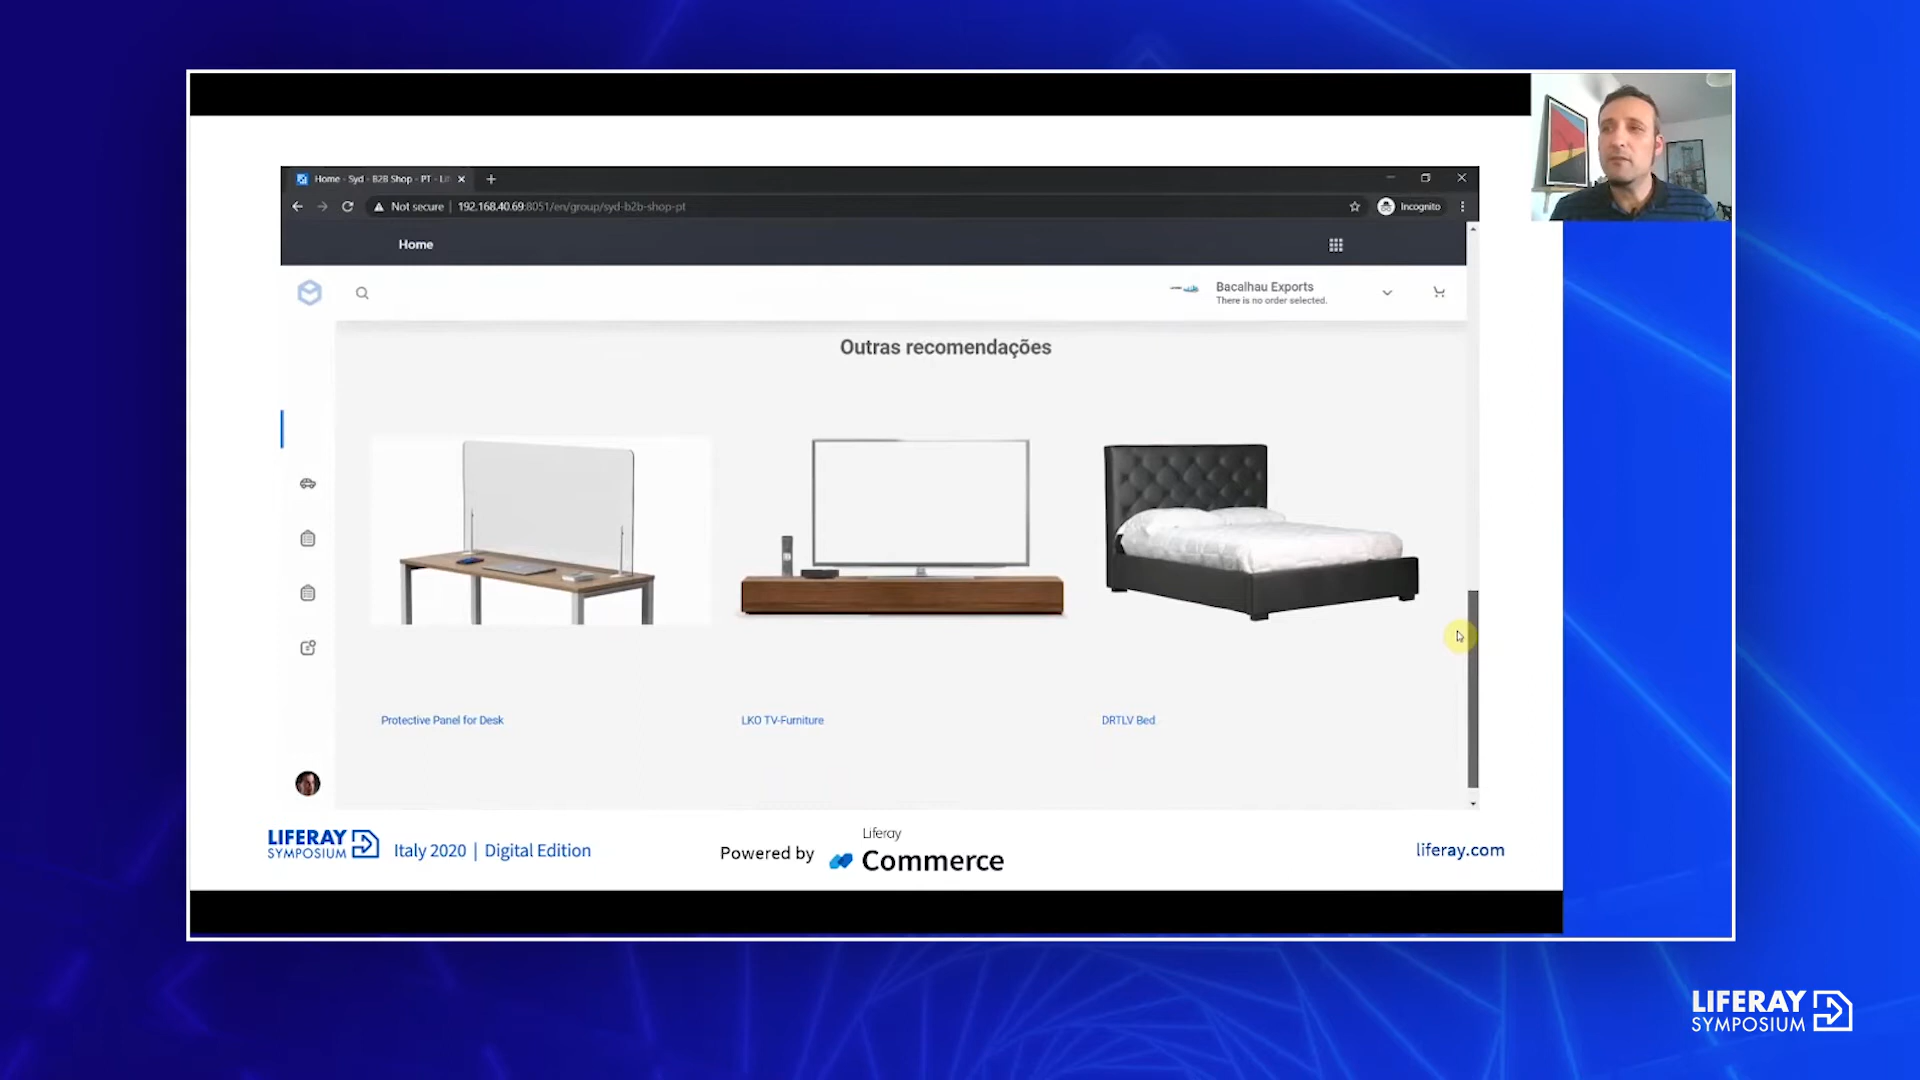 Home - Syd - B2B Shop - PT - Li
Not secure
192.168.40.69:8051/en/group/syd-b2b-shop-pt
Incognito
Home
Bacalhau Exports
There is no order selected.
Outras recomendações
Protective Panel for Desk
LKO TV-Furniture
DRTLV Bed
LIFERAY
SYMPOSIUM
Italy 2020 | Digital Edition
Powered by
Liferay
Commerce
liferay.com
LIFERAY
SYMPOSIUM